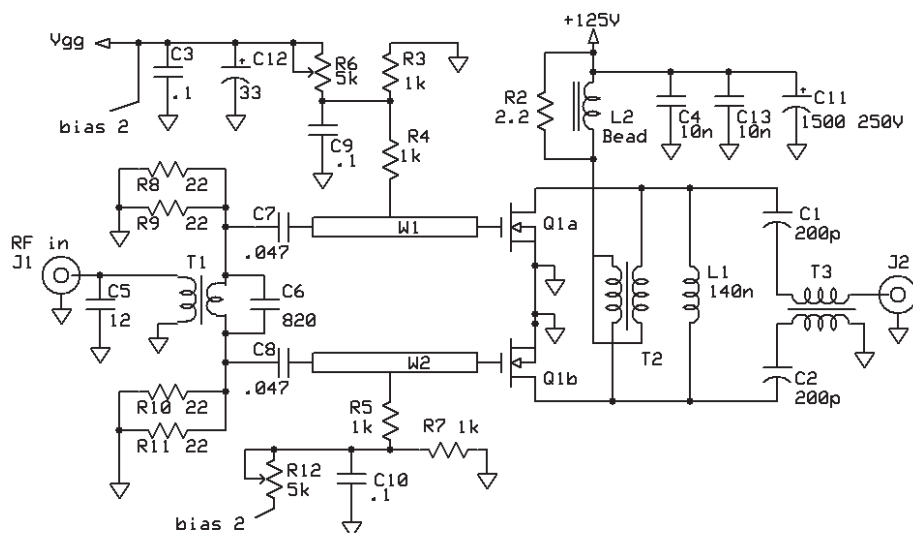 +125V
Vgg
C3
.1
C12
+
33
R6
5k
R3
1k
bias 2
C9
.1
R4
1k
R2
2.2
L2
Bead
C4
10n
C13
10n
+
C11
1500 250V
R8
22
R9
22
C7
.047
W1
Q1a
C1
200p
RF in
J1
T1
C5
12
C6
820
L1
140n
T3
J2
T2
C8
.047
W2
Q1b
C2
200p
R10
22
R11
22
R5
1k
R7 1k
R12
5k
C10
.1
bias 2